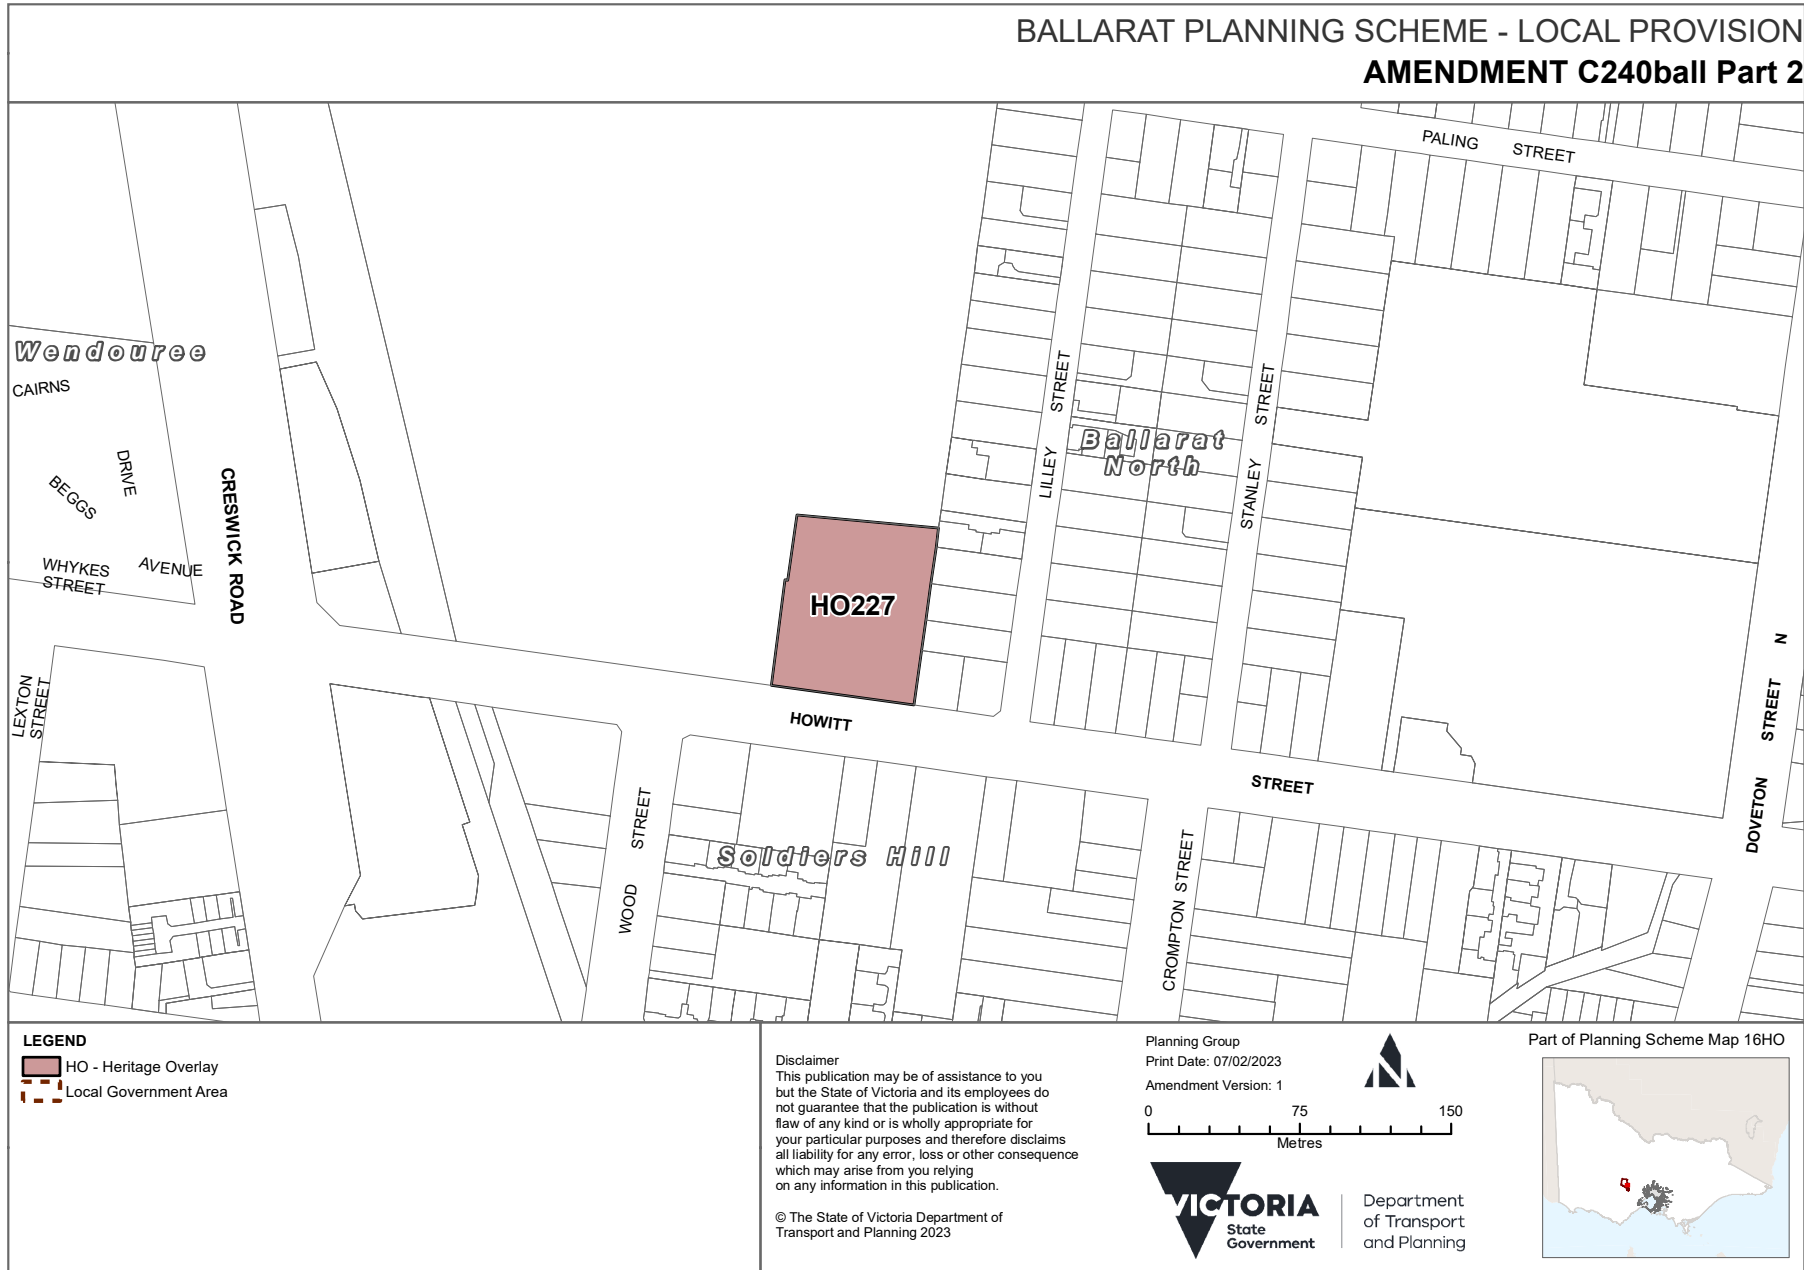 BALLARAT PLANNING SCHEME - LOCAL PROVISION
AMENDMENT C240ball Part 2
PALING STREET
Wendouree
CAIRNS
DRIVE
BEGGS
AVENUE
WHYKES
STREET
CRESWICK ROAD
LEXTON
STREET
LILLEY STREET
Ballarat
North
STANLEY STREET
HO227
HOWITT
STREET
DOVETON STREET N
WOOD STREET
Soldiers Hill
CROMPTON STREET
LEGEND
HO - Heritage Overlay
Local Government Area
Disclaimer
This publication may be of assistance to you
but the State of Victoria and its employees do
not guarantee that the publication is without
flaw of any kind or is wholly appropriate for
your particular purposes and therefore disclaims
all liability for any error, loss or other consequence
which may arise from you relying
on any information in this publication.
© The State of Victoria Department of
Transport and Planning 2023
Planning Group
Print Date: 07/02/2023
Amendment Version: 1
N
0 75 150
Metres
VICTORIA
State
Government
Department
of Transport
and Planning
Part of Planning Scheme Map 16HO